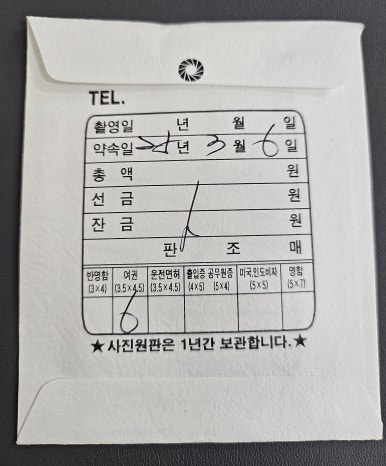 TEL.
촬영일 년 월 일
약속일 24년 3월 6일
총 액 원
선 금 원
잔 금 원
판 조 매
반명함 여권 운전면허 출입증 공무원증 미국,인도비자 명함
(3×4) (3.5×4.5) (3.5×4.5) (4×5) (5×4) (5×5) (5×7)
6
★사진원판은 1년간 보관합니다.★